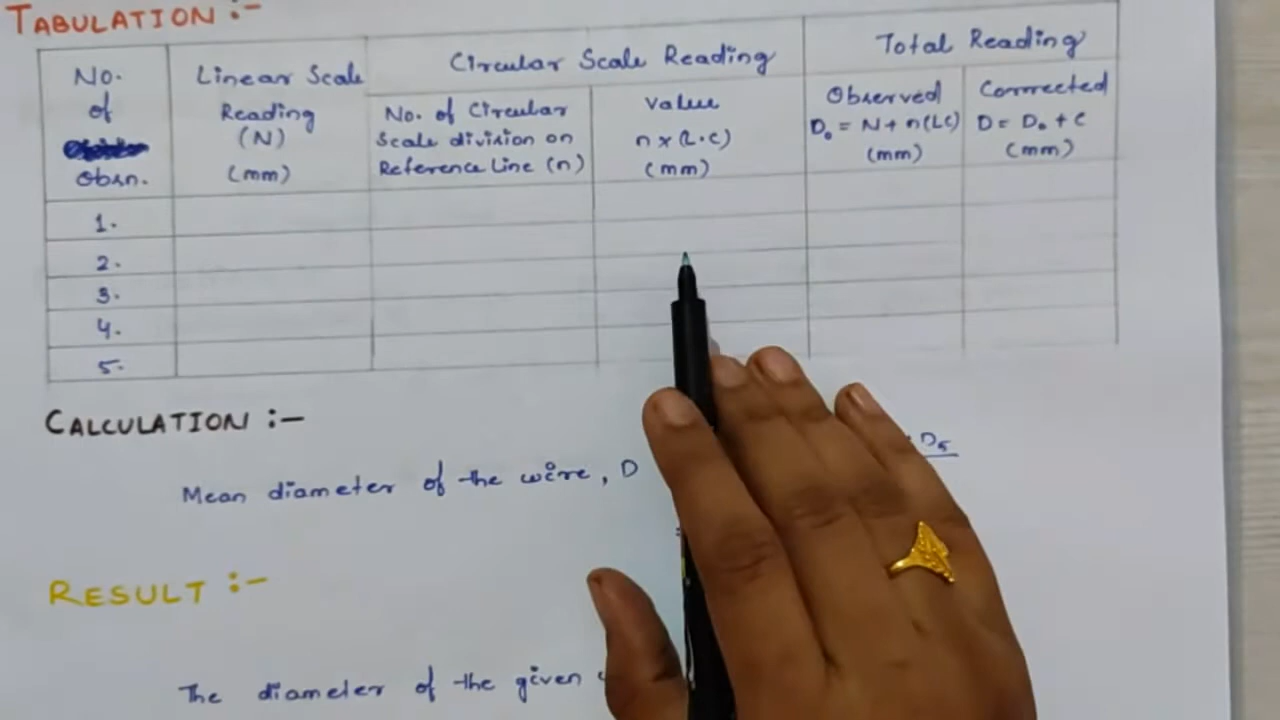 TABULATION :-
No. of Obsn.
Linear Scale Reading (N) (mm)
Circular Scale Reading
No. of Circular Scale division on Reference Line (n)
Value n x (L.C) (mm)
Total Reading
Observed D₀ = N + n(LC) (mm)
Corrected D = D₀ + C (mm)
1.
2.
3.
4.
5.
CALCULATION :-
Mean diameter of the wire, D
D₅
RESULT :-
The diameter of the given